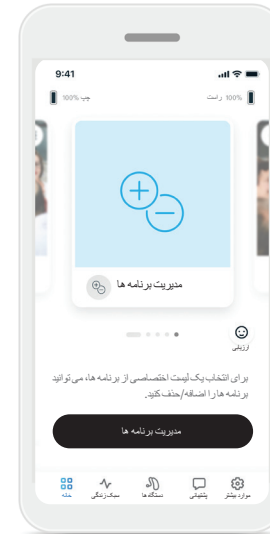 9:41
چپ %100
%100 راست
مدیریت برنامه ها
ارزیابی
برای انتخاب یک لیست اختصاصی از برنامه ها، می توانید
برنامه ها را اضافه/حذف کنید.
مدیریت برنامه ها
موارد بیشتر
پشتیبانی
دستگاه ها
سبک زندگی
خانه